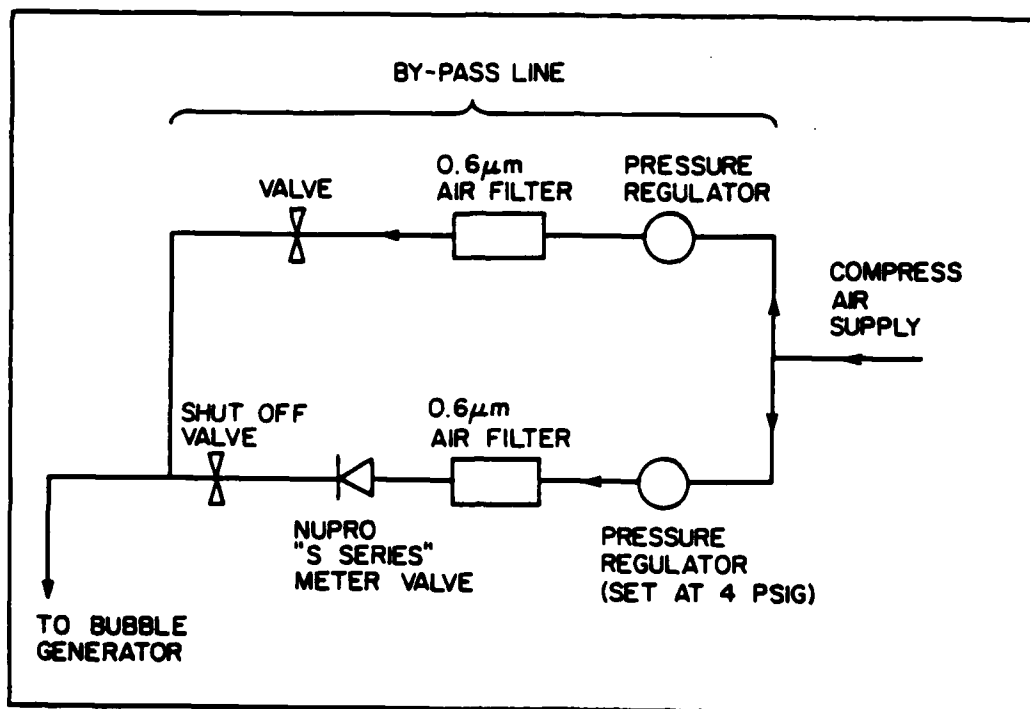 BY-PASS LINE
VALVE
0.6μm
AIR FILTER
PRESSURE
REGULATOR
COMPRESS
AIR
SUPPLY
SHUT OFF
VALVE
0.6μm
AIR FILTER
NUPRO
"S SERIES"
METER VALVE
PRESSURE
REGULATOR
(SET AT 4 PSIG)
TO BUBBLE
GENERATOR